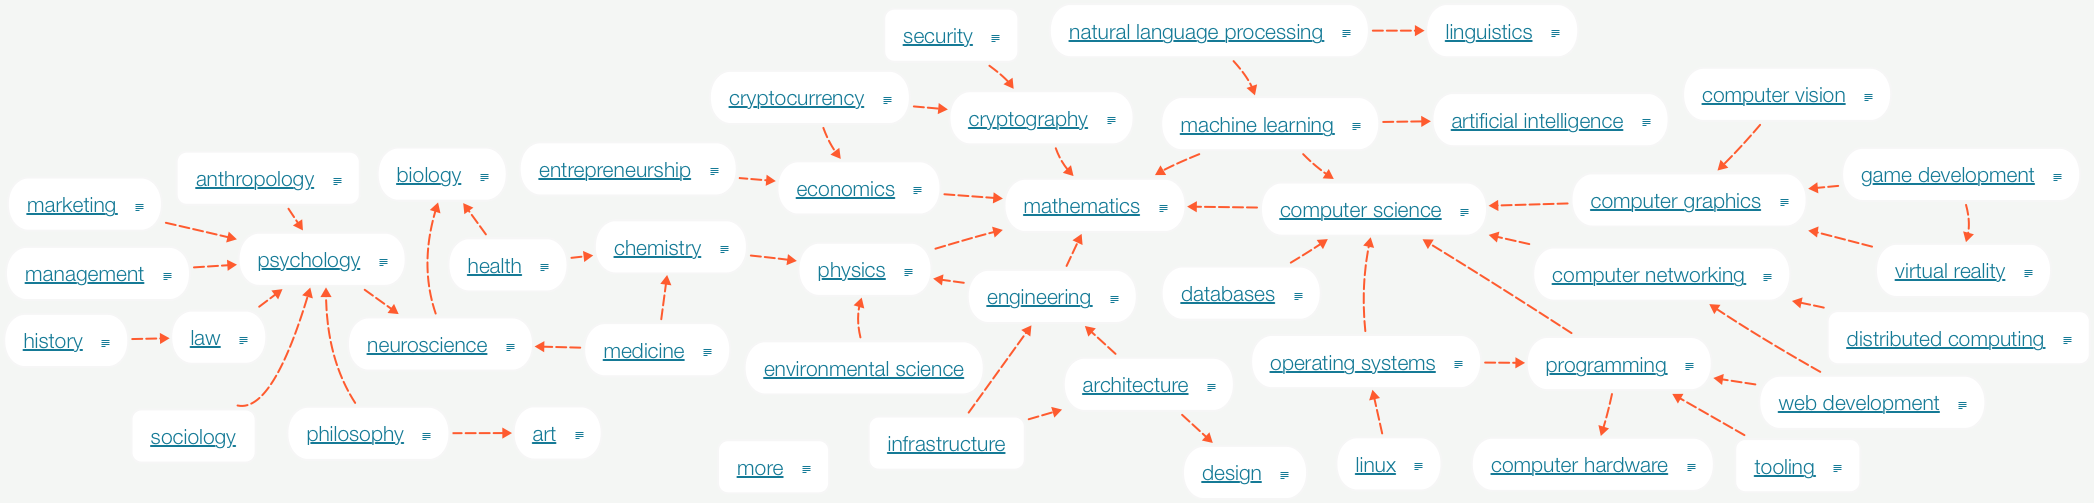 security
natural language processing
linguistics
cryptocurrency
cryptography
machine learning
artificial intelligence
computer vision
marketing
anthropology
biology
entrepreneurship
economics
mathematics
computer science
computer graphics
game development
management
psychology
health
chemistry
physics
engineering
databases
computer networking
virtual reality
history
law
neuroscience
medicine
environmental science
architecture
operating systems
programming
distributed computing
web development
sociology
philosophy
art
more
infrastructure
design
linux
computer hardware
tooling